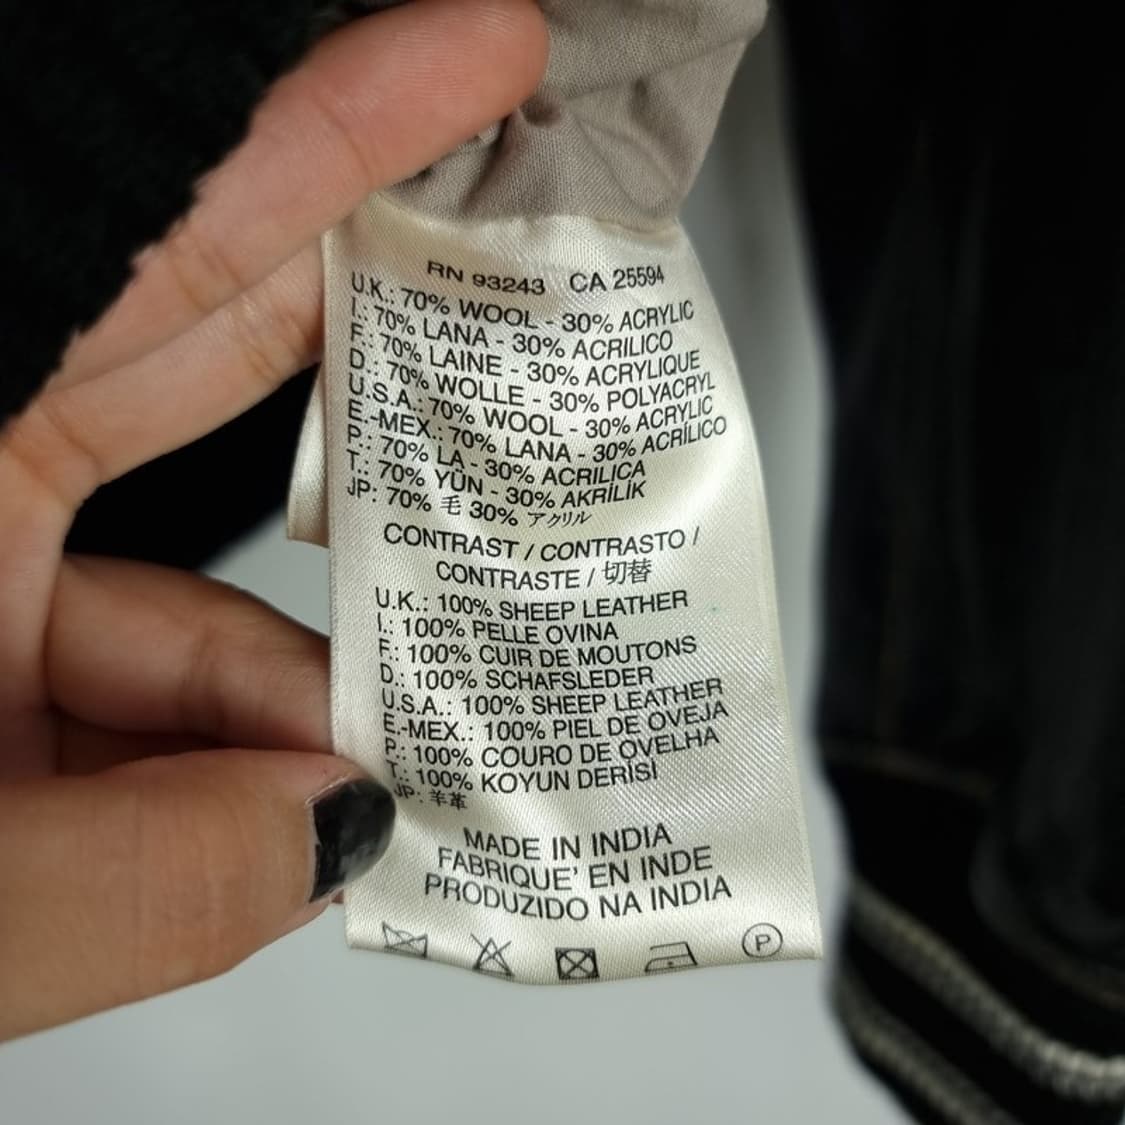 RN 93243 CA 25594
U.K.: 70% WOOL - 30% ACRYLIC
I.: 70% LANA - 30% ACRILICO
F.: 70% LAINE - 30% ACRYLIQUE
D.: 70% WOLLE - 30% POLYACRYL
U.S.A.: 70% WOOL - 30% ACRYLIC
E.-MEX.: 70% LANA - 30% ACRÍLICO
P.: 70% LA - 30% ACRILICA
T.: 70% YÜN - 30% AKRİLİK
JP: 70% 毛 30% アクリル
CONTRAST / CONTRASTO /
CONTRASTE / 切替
U.K.: 100% SHEEP LEATHER
I.: 100% PELLE OVINA
F.: 100% CUIR DE MOUTONS
D.: 100% SCHAFSLEDER
U.S.A.: 100% SHEEP LEATHER
E.-MEX.: 100% PIEL DE OVEJA
P.: 100% COURO DE OVELHA
T.: 100% KOYUN DERİSİ
JP: 羊革
MADE IN INDIA
FABRIQUE' EN INDE
PRODUZIDO NA INDIA
P